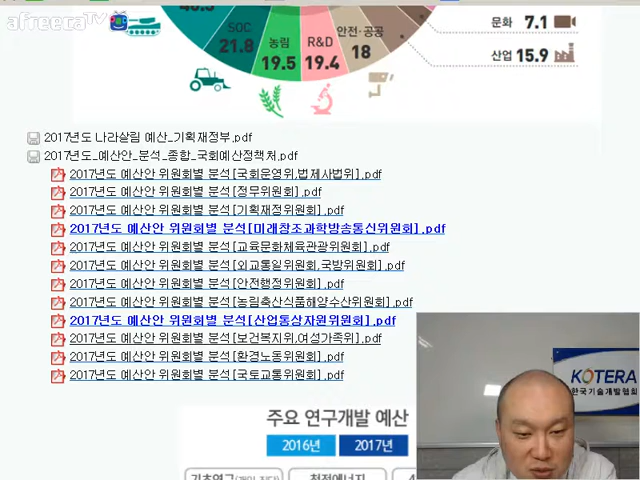 afreecaTV
SOC
21.8
농림
19.5
R&D
19.4
안전·공공
18
문화 7.1
산업 15.9
2017년도 나라살림 예산_기획재정부.pdf
2017년도_예산안_분석_종합_국회예산정책처.pdf
2017년도 예산안 위원회별 분석[국회운영위,법제사법위].pdf
2017년도 예산안 위원회별 분석[정무위원회].pdf
2017년도 예산안 위원회별 분석[기획재정위원회].pdf
2017년도 예산안 위원회별 분석[미래창조과학방송통신위원회].pdf
2017년도 예산안 위원회별 분석[교육문화체육관광위원회].pdf
2017년도 예산안 위원회별 분석[외교통일위원회,국방위원회].pdf
2017년도 예산안 위원회별 분석[안전행정위원회].pdf
2017년도 예산안 위원회별 분석[농림축산식품해양수산위원회].pdf
2017년도 예산안 위원회별 분석[산업통상자원위원회].pdf
2017년도 예산안 위원회별 분석[보건복지위,여성가족위].pdf
2017년도 예산안 위원회별 분석[환경노동위원회].pdf
2017년도 예산안 위원회별 분석[국토교통위원회].pdf
KOTERA
한국기술개발협회
주요 연구개발 예산
2016년 2017년